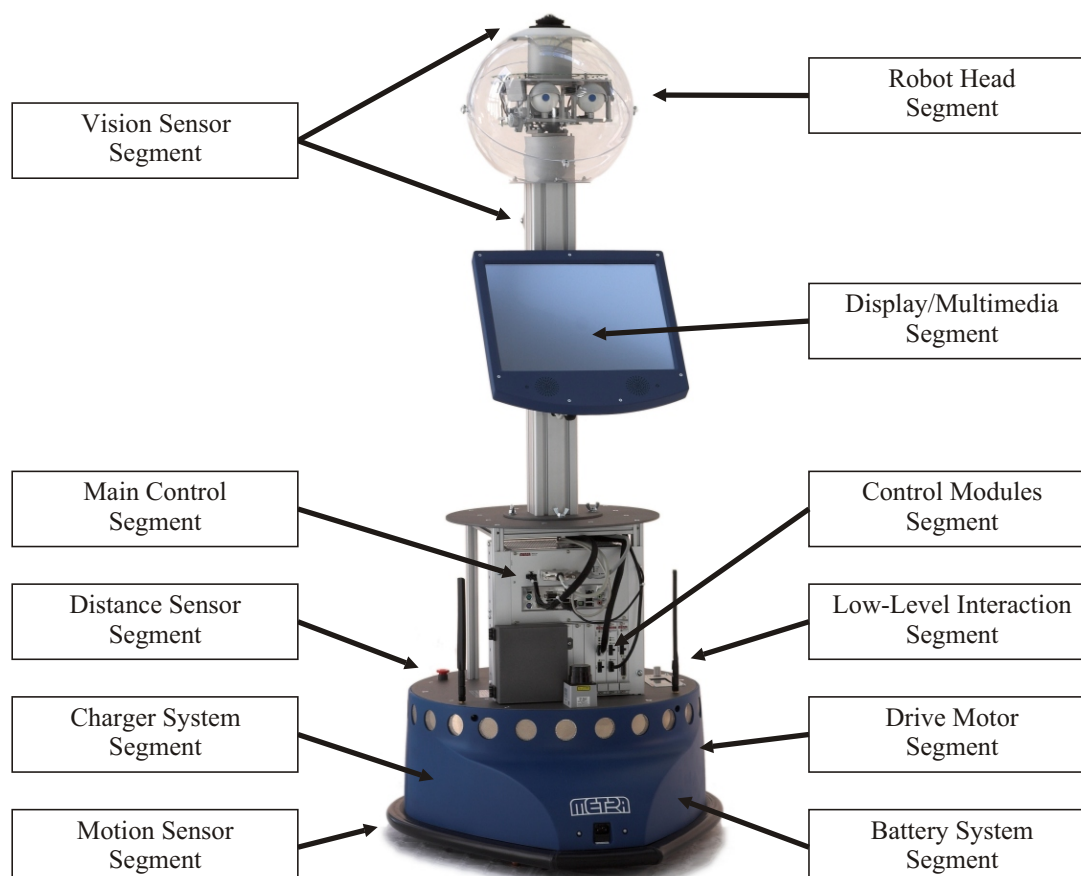 Vision Sensor
Segment
Robot Head
Segment
Display/Multimedia
Segment
Main Control
Segment
Control Modules
Segment
Distance Sensor
Segment
Low-Level Interaction
Segment
Charger System
Segment
Drive Motor
Segment
METRA
Motion Sensor
Segment
Battery System
Segment